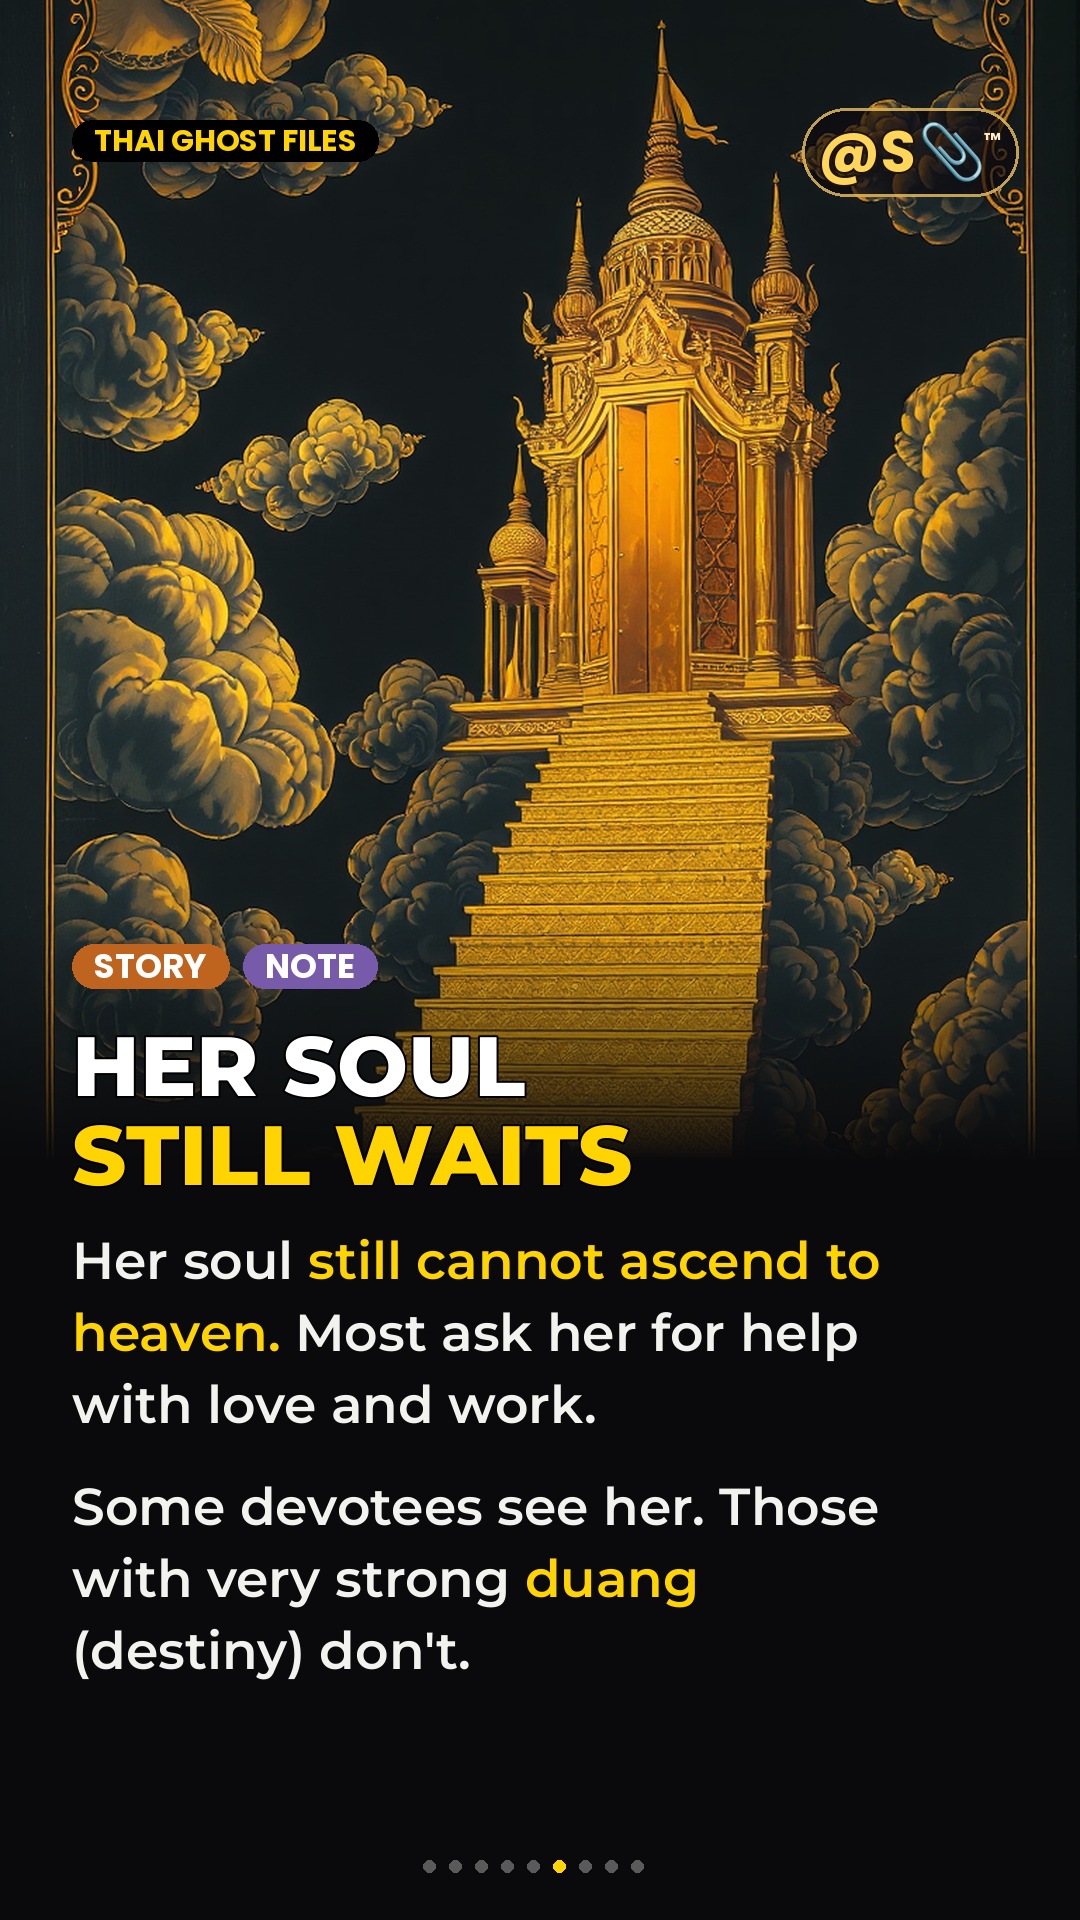 THAI GHOST FILES
@S📎™
STORY NOTE
HER SOUL
STILL WAITS
Her soul still cannot ascend to
heaven. Most ask her for help
with love and work.
Some devotees see her. Those
with very strong duang
(destiny) don't.